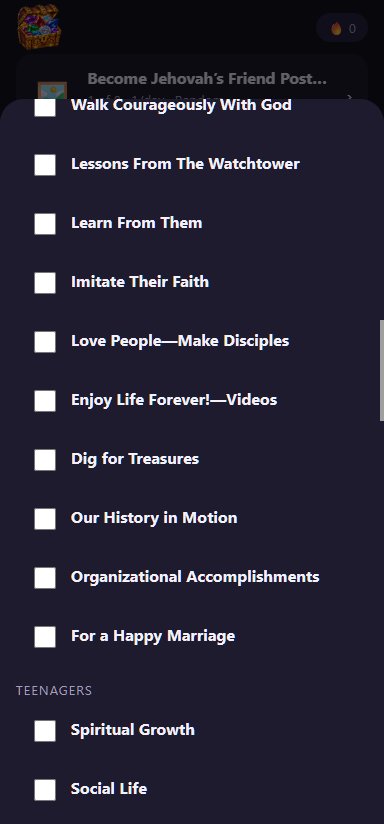 0
Become Jehovah's Friend Post...
Walk Courageously With God
Lessons From The Watchtower
Learn From Them
Imitate Their Faith
Love People—Make Disciples
Enjoy Life Forever!—Videos
Dig for Treasures
Our History in Motion
Organizational Accomplishments
For a Happy Marriage
TEENAGERS
Spiritual Growth
Social Life